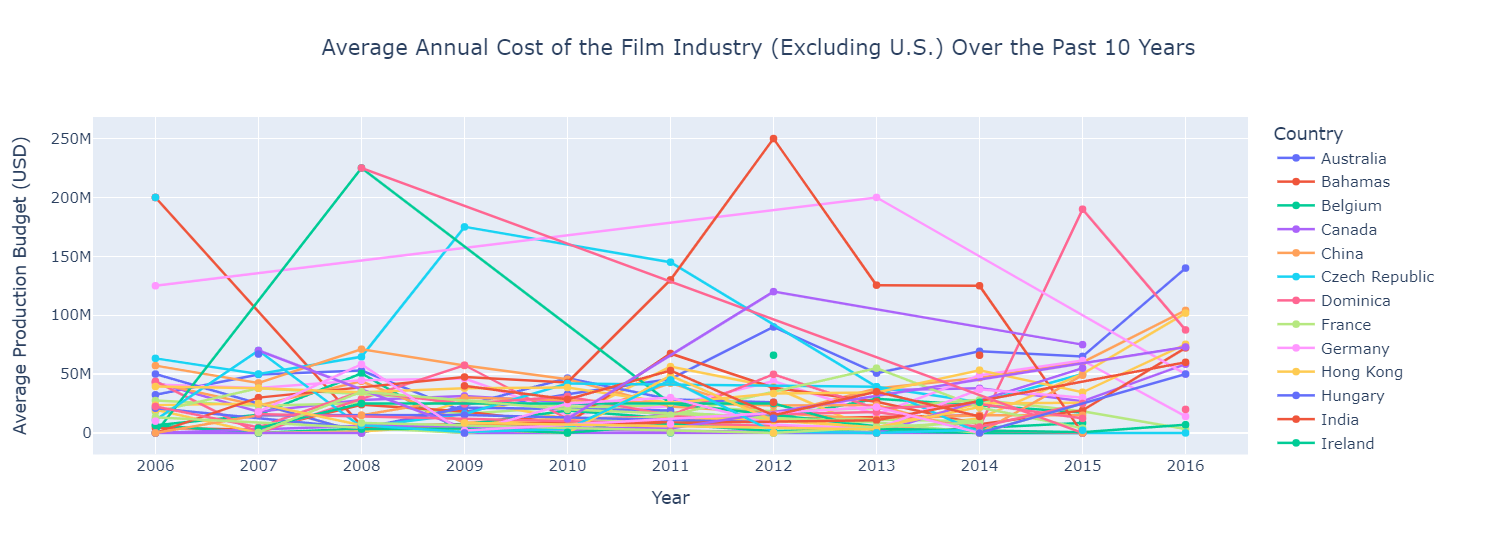 Average Annual Cost of the Film Industry (Excluding U.S.) Over the Past 10 Years
Average Production Budget (USD)
250M
200M
150M
100M
50M
0
2006 2007 2008 2009 2010 2011 2012 2013 2014 2015 2016
Year
Country
Australia
Bahamas
Belgium
Canada
China
Czech Republic
Dominica
France
Germany
Hong Kong
Hungary
India
Ireland